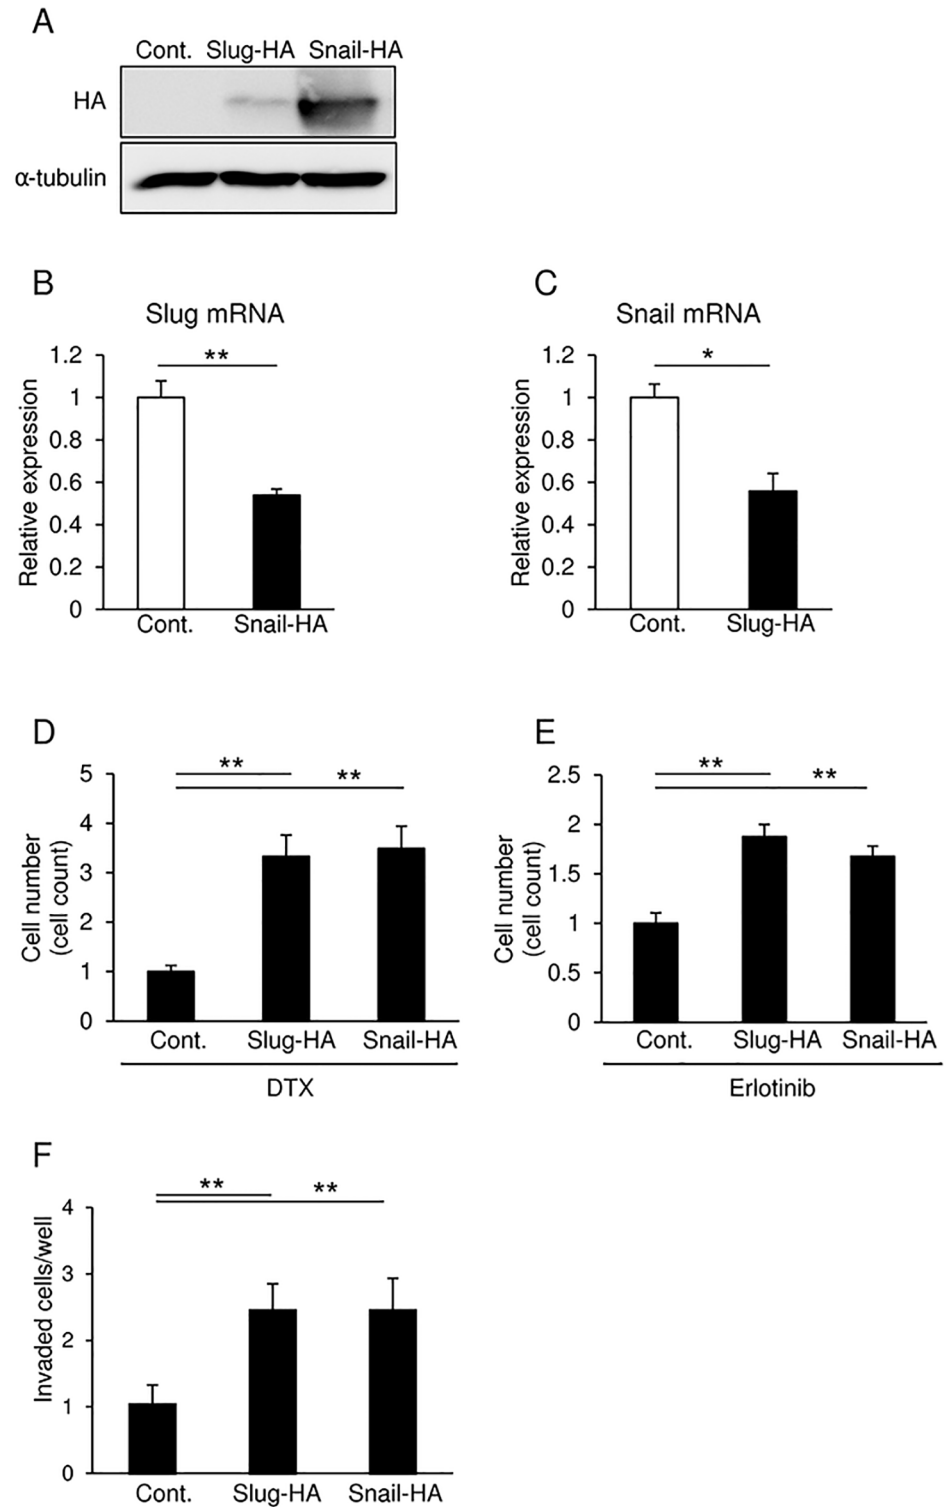 A
Cont. Slug-HA Snail-HA
HA
α-tubulin
B
Slug mRNA
**
Relative expression
1.2
1
0.8
0.6
0.4
0.2
0
Cont. Snail-HA
C
Snail mRNA
*
Relative expression
1.2
1
0.8
0.6
0.4
0.2
0
Cont. Slug-HA
D
** **
Cell number
(cell count)
5
4
3
2
1
0
Cont. Slug-HA Snail-HA
DTX
E
** **
Cell number
(cell count)
2.5
2
1.5
1
0.5
0
Cont. Slug-HA Snail-HA
Erlotinib
F
** **
Invaded cells/well
4
3
2
1
0
Cont. Slug-HA Snail-HA